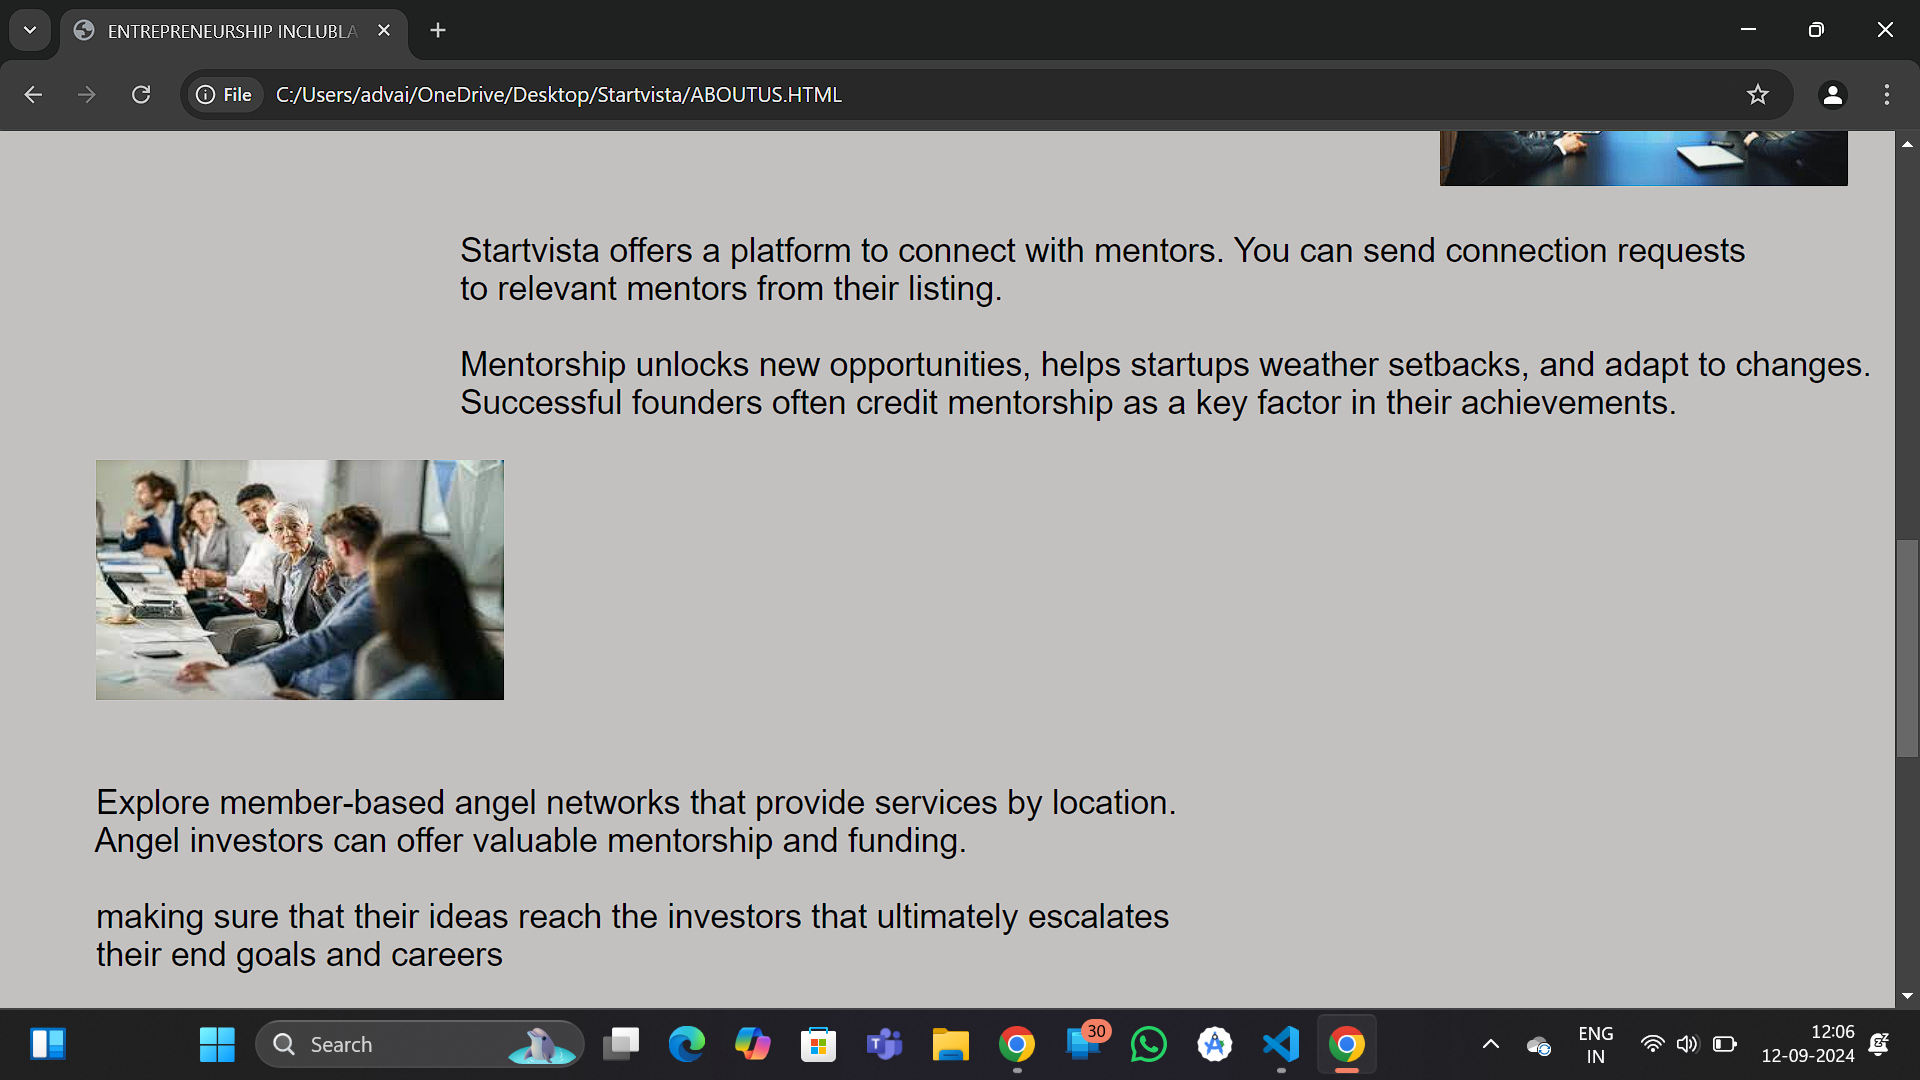 ENTREPRENEURSHIP INCLUBLA
File
C:/Users/advai/OneDrive/Desktop/Startvista/ABOUTUS.HTML
Startvista offers a platform to connect with mentors. You can send connection requests
to relevant mentors from their listing.
Mentorship unlocks new opportunities, helps startups weather setbacks, and adapt to changes.
Successful founders often credit mentorship as a key factor in their achievements.
Explore member-based angel networks that provide services by location.
Angel investors can offer valuable mentorship and funding.
making sure that their ideas reach the investors that ultimately escalates
their end goals and careers
Search
30
ENG
IN
12:06
12-09-2024